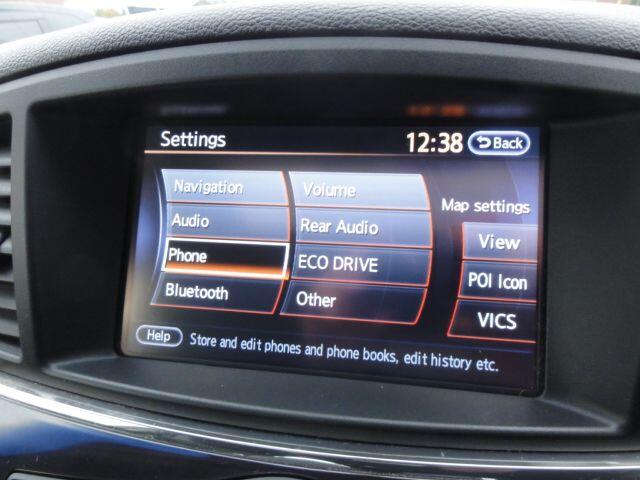 Settings
12:38
Back
Navigation
Volume
Audio
Rear Audio
Phone
ECO DRIVE
Bluetooth
Other
Map settings
View
POI Icon
VICS
Help
Store and edit phones and phone books, edit history etc.